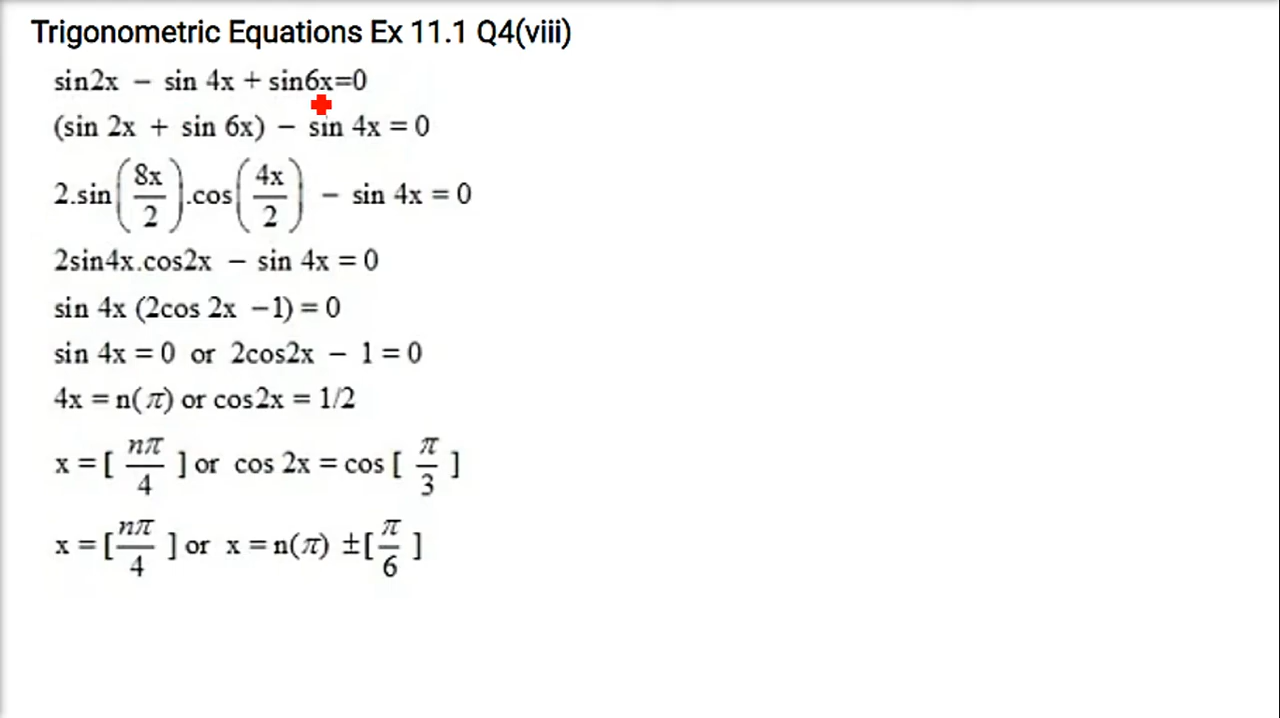 Trigonometric Equations Ex 11.1 Q4(viii)
sin2x − sin 4x + sin6x=0
(sin 2x + sin 6x) − sin 4x = 0
2.sin(8x/2).cos(4x/2) − sin 4x = 0
2sin4x.cos2x − sin 4x = 0
sin 4x (2cos 2x −1) = 0
sin 4x = 0 or 2cos2x − 1 = 0
4x = n(π) or cos2x = 1/2
x = [ nπ/4 ] or cos 2x = cos [ π/3 ]
x = [nπ/4 ] or x = n(π) ±[π/6 ]